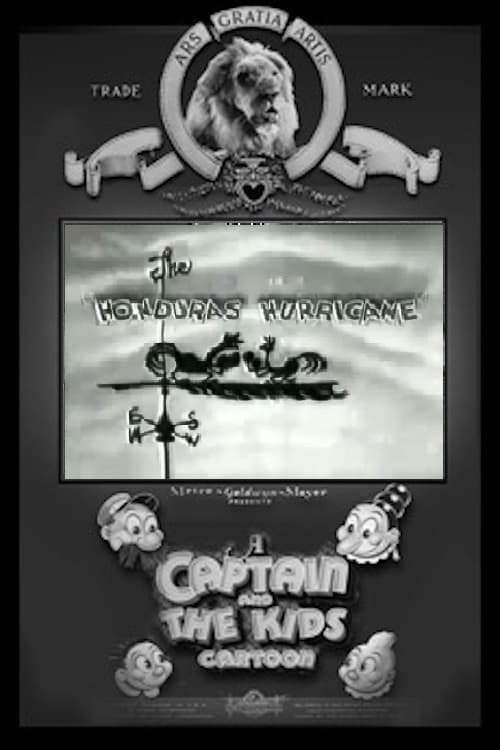 ARS GRATIA ARTIS
TRADE MARK
The
"HONDURAS HURRICANE"
E S
N W
Metro-Goldwyn-Mayer
PRESENTS
A
CAPTAIN
AND
THE KIDS
CARTOON